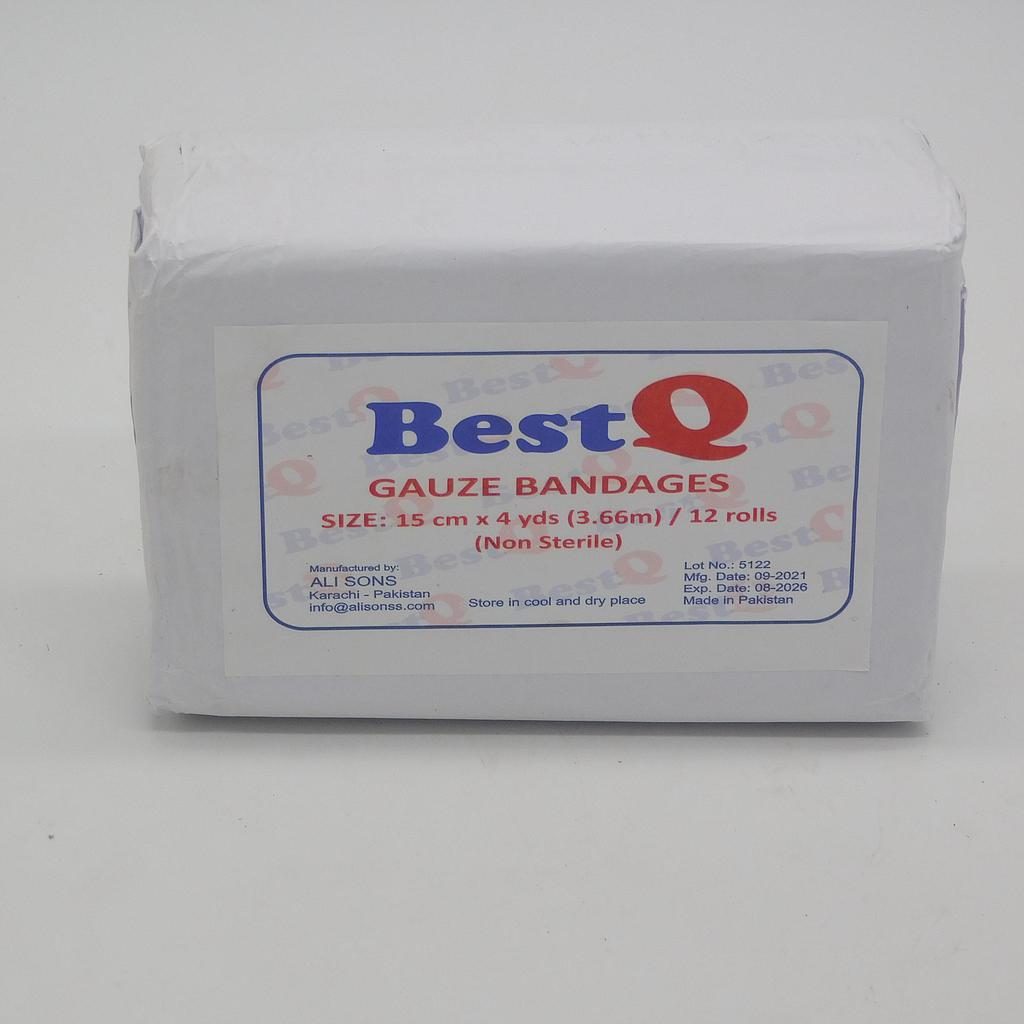 BestQ
GAUZE BANDAGES
SIZE: 15 cm x 4 yds (3.66m) / 12 rolls
(Non Sterile)
Manufactured by:
ALI SONS
Karachi - Pakistan
info@alisonss.com
Store in cool and dry place
Lot No.: 5122
Mfg. Date: 09-2021
Exp. Date: 08-2026
Made in Pakistan